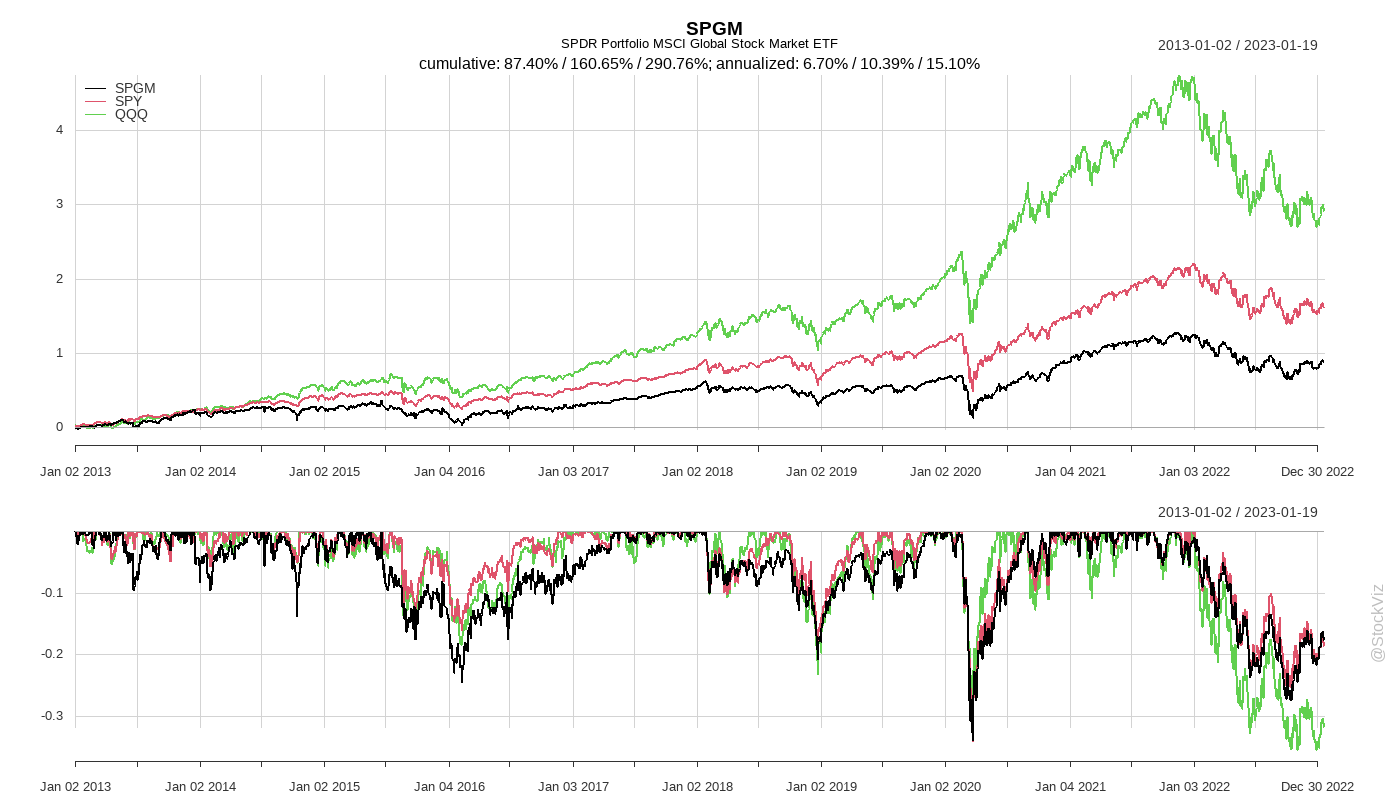 SPGM
SPDR Portfolio MSCI Global Stock Market ETF
2013-01-02 / 2023-01-19
cumulative: 87.40% / 160.65% / 290.76%; annualized: 6.70% / 10.39% / 15.10%
SPGM
SPY
QQQ
4
3
2
1
0
Jan 02 2013 Jan 02 2014 Jan 02 2015 Jan 04 2016 Jan 03 2017 Jan 02 2018 Jan 02 2019 Jan 02 2020 Jan 04 2021 Jan 03 2022 Dec 30 2022
2013-01-02 / 2023-01-19
-0.1
-0.2
-0.3
Jan 02 2013 Jan 02 2014 Jan 02 2015 Jan 04 2016 Jan 03 2017 Jan 02 2018 Jan 02 2019 Jan 02 2020 Jan 04 2021 Jan 03 2022 Dec 30 2022
@StockViz